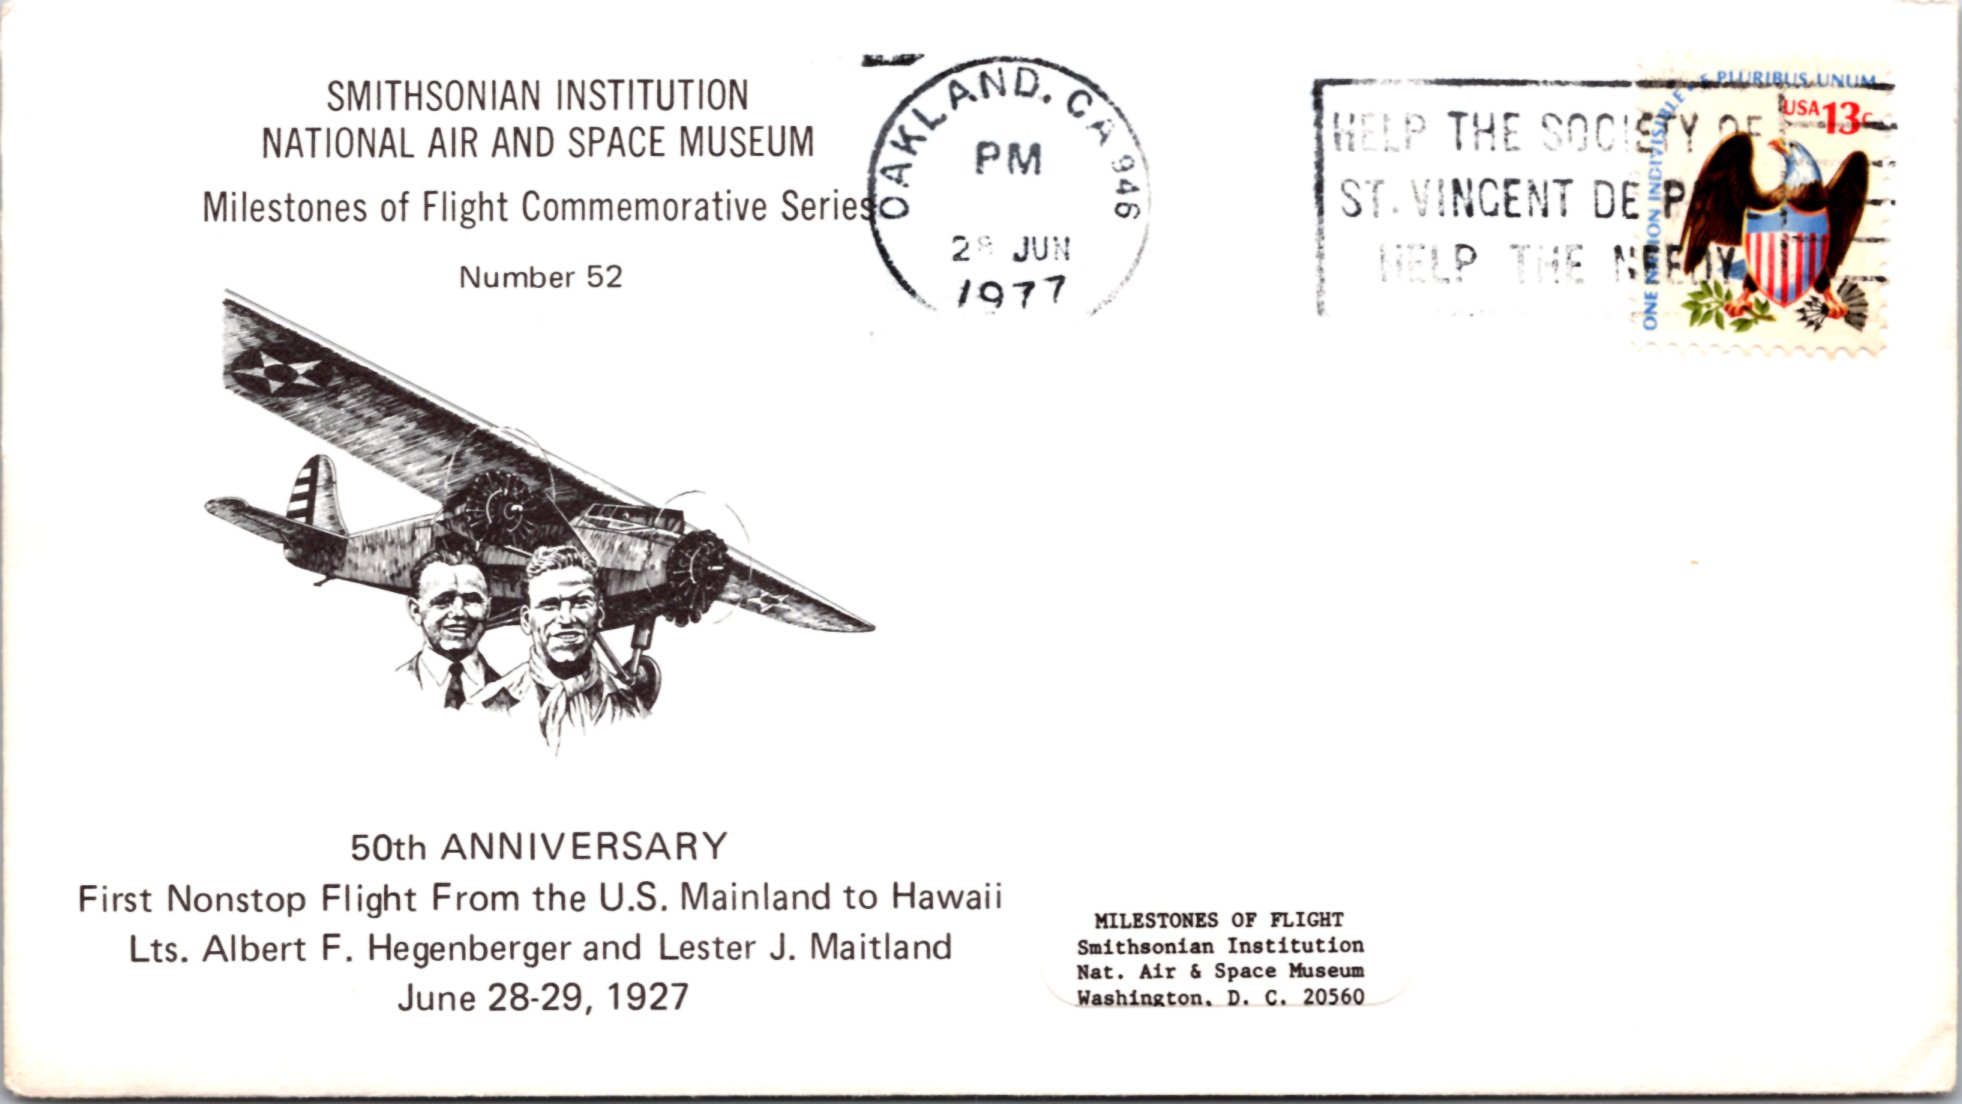 SMITHSONIAN INSTITUTION
NATIONAL AIR AND SPACE MUSEUM
Milestones of Flight Commemorative Series
Number 52
OAKLAND, CA 946
PM
28 JUN
1977
HELP THE SOCIETY OF
ST. VINCENT DE P
HELP THE NEEDY
E PLURIBUS UNUM
USA 13c
ONE NATION INDIVISIBLE
50th ANNIVERSARY
First Nonstop Flight From the U.S. Mainland to Hawaii
Lts. Albert F. Hegenberger and Lester J. Maitland
June 28-29, 1927
MILESTONES OF FLIGHT
Smithsonian Institution
Nat. Air & Space Museum
Washington, D. C. 20560